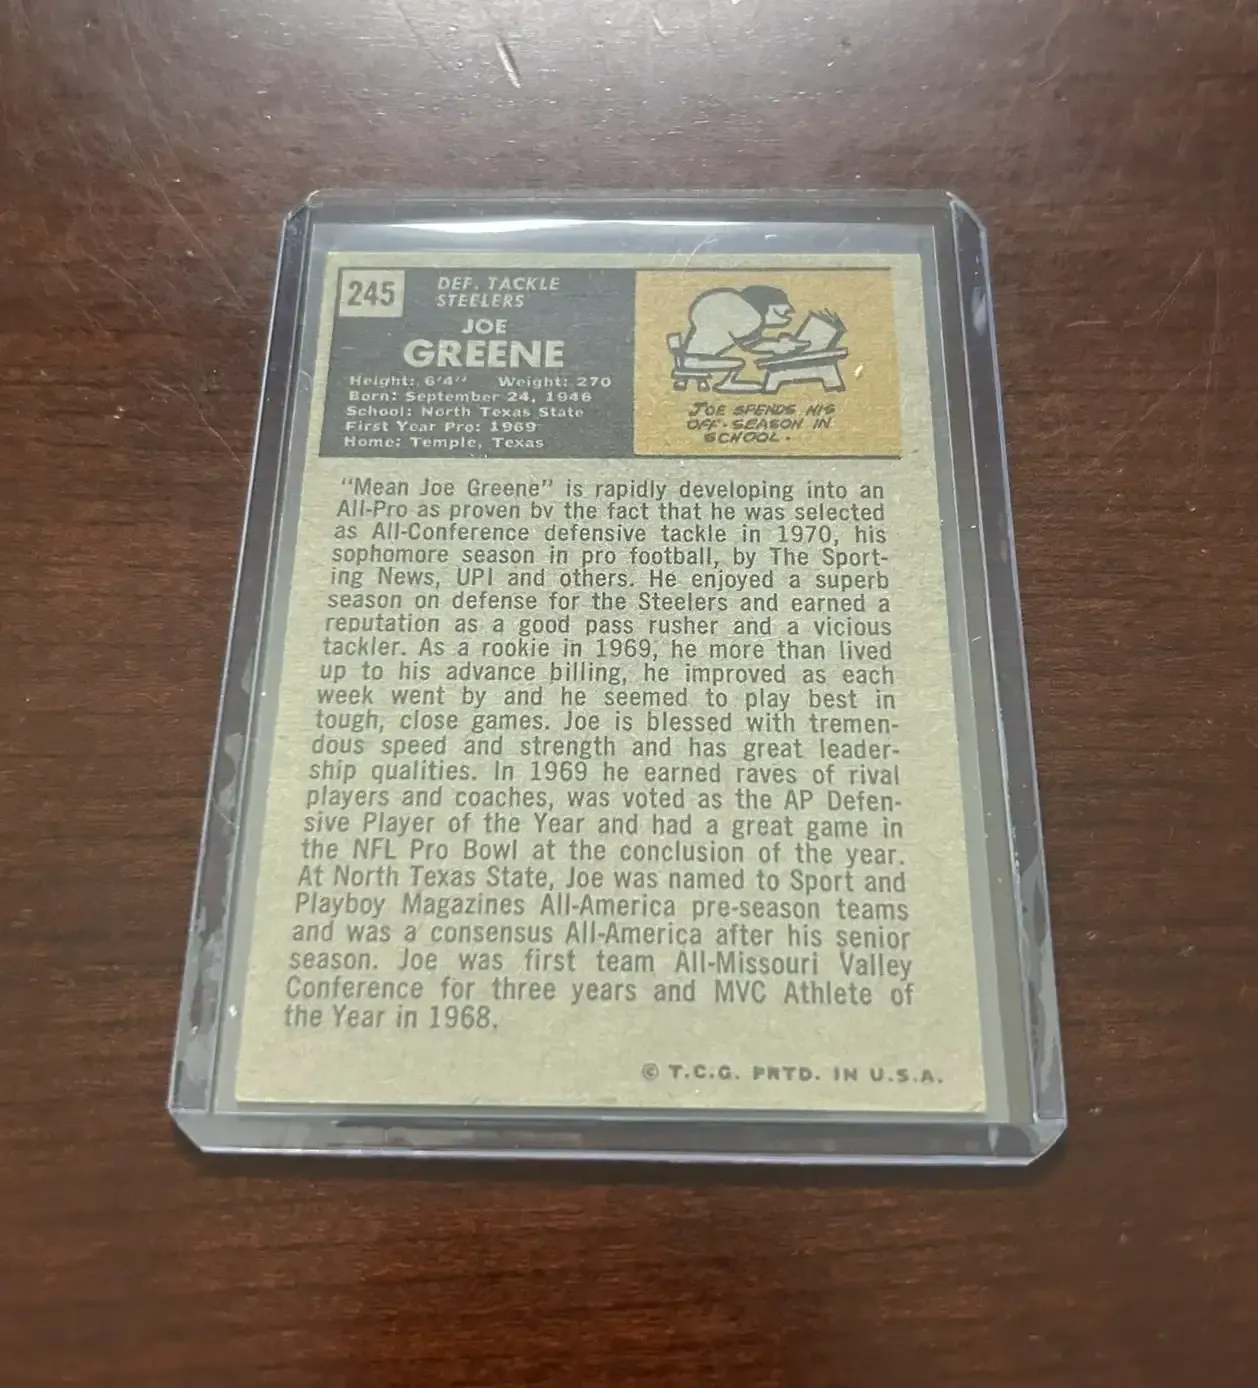 245
DEF. TACKLE
STEELERS
JOE
GREENE
Height: 6'4" Weight: 270
Born: September 24, 1946
School: North Texas State
First Year Pro: 1969
Home: Temple, Texas
JOE SPENDS HIS
OFF-SEASON IN
SCHOOL.
"Mean Joe Greene" is rapidly developing into an
All-Pro as proven by the fact that he was selected
as All-Conference defensive tackle in 1970, his
sophomore season in pro football, by The Sport-
ing News, UPI and others. He enjoyed a superb
season on defense for the Steelers and earned a
reputation as a good pass rusher and a vicious
tackler. As a rookie in 1969, he more than lived
up to his advance billing, he improved as each
week went by and he seemed to play best in
tough, close games. Joe is blessed with tremen-
dous speed and strength and has great leader-
ship qualities. In 1969 he earned raves of rival
players and coaches, was voted as the AP Defen-
sive Player of the Year and had a great game in
the NFL Pro Bowl at the conclusion of the year.
At North Texas State, Joe was named to Sport and
Playboy Magazines All-America pre-season teams
and was a consensus All-America after his senior
season. Joe was first team All-Missouri Valley
Conference for three years and MVC Athlete of
the Year in 1968.
© T.C.G. PRTD. IN U.S.A.